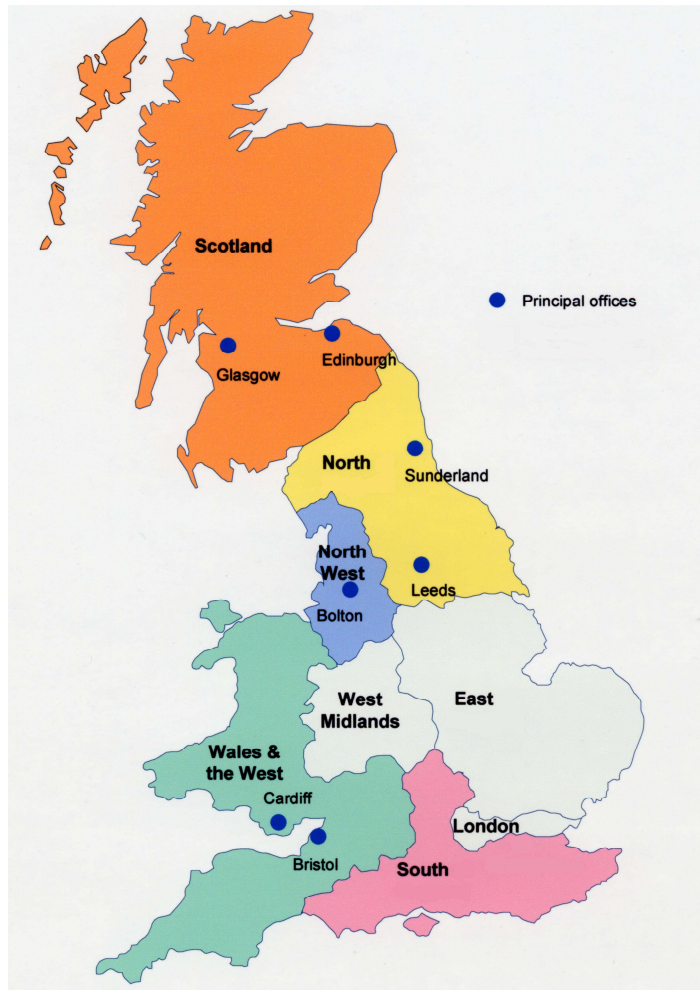 Scotland
Principal offices
Glasgow
Edinburgh
North
Sunderland
North
West
Leeds
Bolton
West
Midlands
East
Wales &
the West
Cardiff
London
Bristol
South